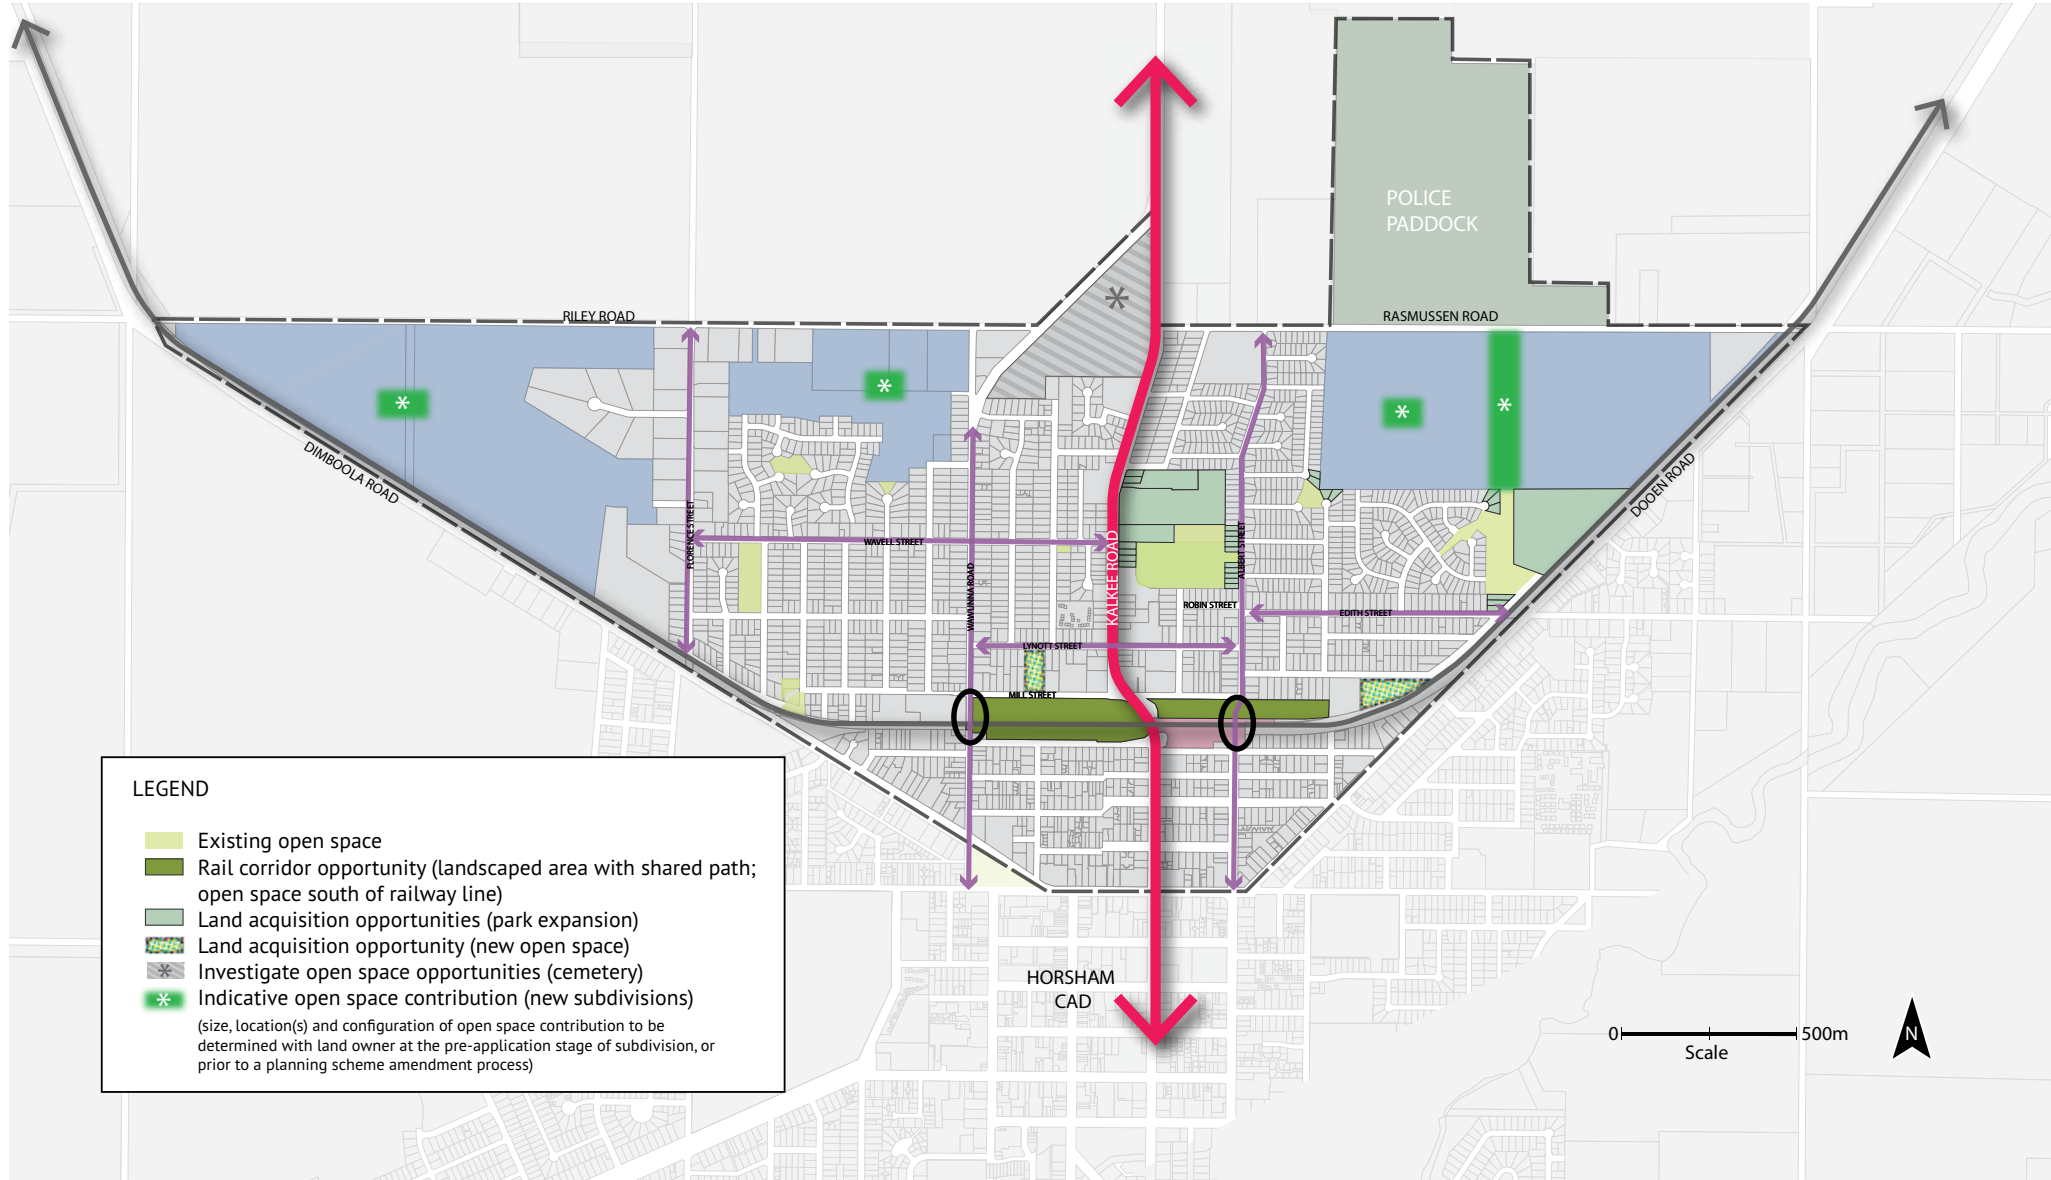 POLICE
PADDOCK
RILEY ROAD
RASMUSSEN ROAD
DIMBOOLA ROAD
DOOEN ROAD
FLORENCE STREET
WAVELL STREET
WAWUNNA ROAD
KALKEE ROAD
ALBERT STREET
ROBIN STREET
EDITH STREET
LYNOTT STREET
MILL STREET
LEGEND
Existing open space
Rail corridor opportunity (landscaped area with shared path;
open space south of railway line)
Land acquisition opportunities (park expansion)
Land acquisition opportunity (new open space)
Investigate open space opportunities (cemetery)
Indicative open space contribution (new subdivisions)
(size, location(s) and configuration of open space contribution to be
determined with land owner at the pre-application stage of subdivision, or
prior to a planning scheme amendment process)
HORSHAM
CAD
0 500m
Scale
N